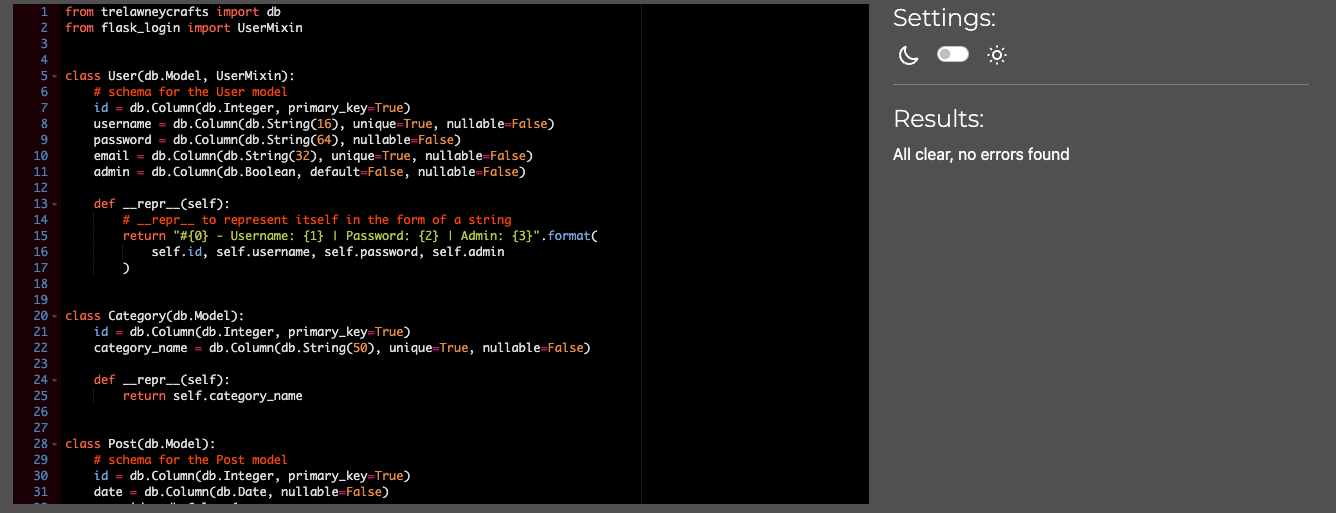 1 from trelawneycrafts import db
2 from flask_login import UserMixin
3
4
5 class User(db.Model, UserMixin):
6     # schema for the User model
7     id = db.Column(db.Integer, primary_key=True)
8     username = db.Column(db.String(16), unique=True, nullable=False)
9     password = db.Column(db.String(64), nullable=False)
10     email = db.Column(db.String(32), unique=True, nullable=False)
11     admin = db.Column(db.Boolean, default=False, nullable=False)
12
13     def __repr__(self):
14         # __repr__ to represent itself in the form of a string
15         return "#{0} - Username: {1} | Password: {2} | Admin: {3}".format(
16             self.id, self.username, self.password, self.admin
17         )
18
19
20 class Category(db.Model):
21     id = db.Column(db.Integer, primary_key=True)
22     category_name = db.Column(db.String(50), unique=True, nullable=False)
23
24     def __repr__(self):
25         return self.category_name
26
27
28 class Post(db.Model):
29     # schema for the Post model
30     id = db.Column(db.Integer, primary_key=True)
31     date = db.Column(db.Date, nullable=False)
Settings:
Results:
All clear, no errors found